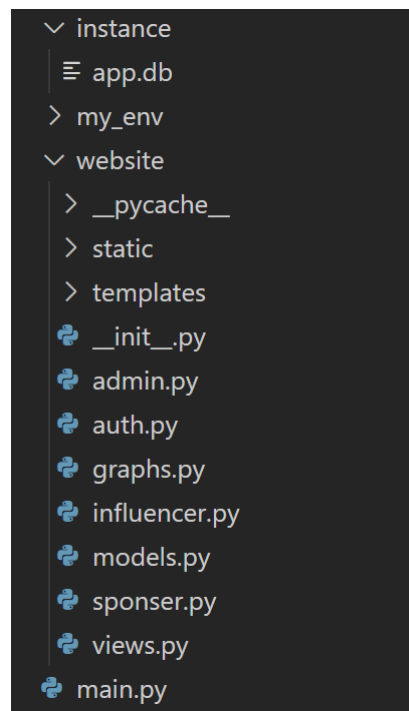 instance
app.db
my_env
website
__pycache__
static
templates
__init__.py
admin.py
auth.py
graphs.py
influencer.py
models.py
sponser.py
views.py
main.py